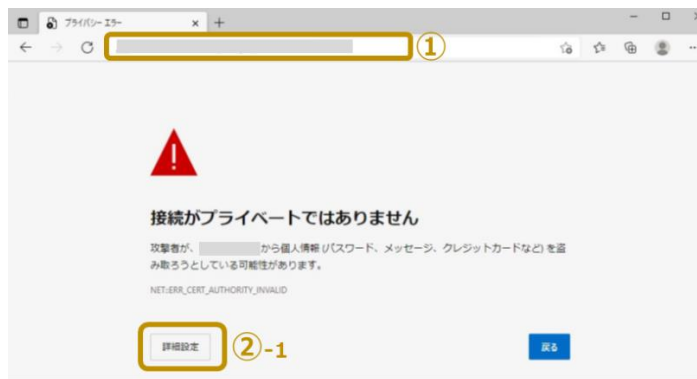 プライバシー エラー
①
接続がプライベートではありません
攻撃者が、 から個人情報 (パスワード、メッセージ、クレジットカードなど) を盗
み取ろうとしている可能性があります。
NET::ERR_CERT_AUTHORITY_INVALID
詳細設定
②-1
戻る